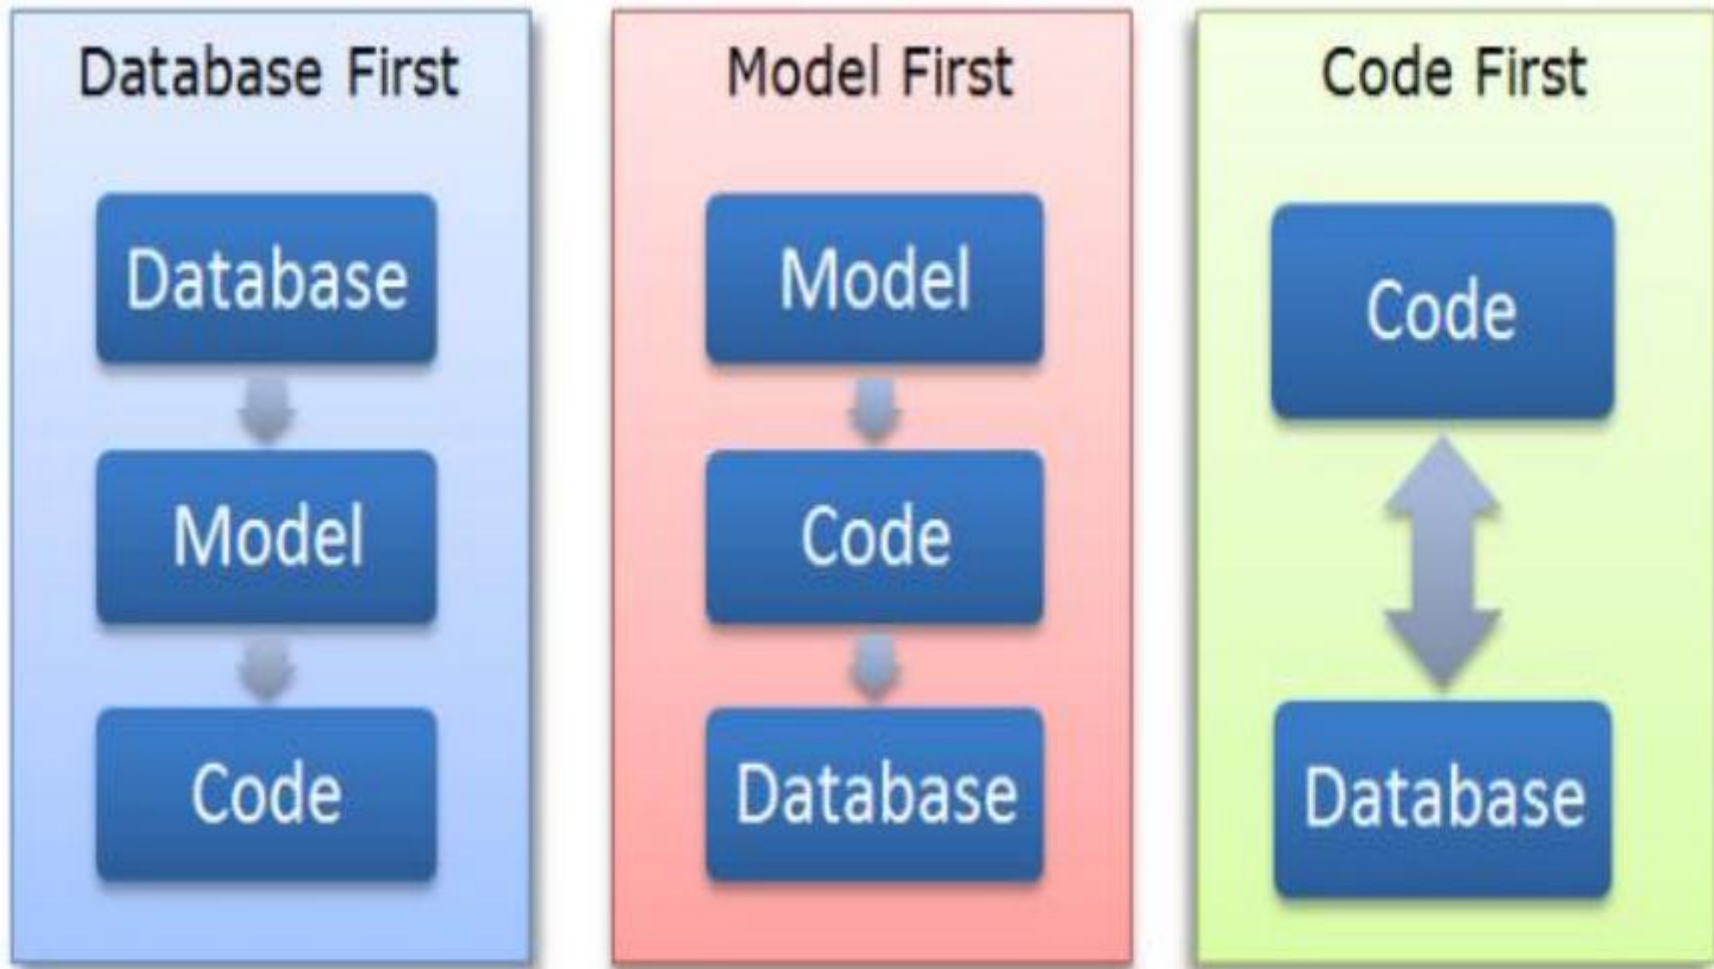 Database First
Database
Model
Code
Model First
Model
Code
Database
Code First
Code
Database